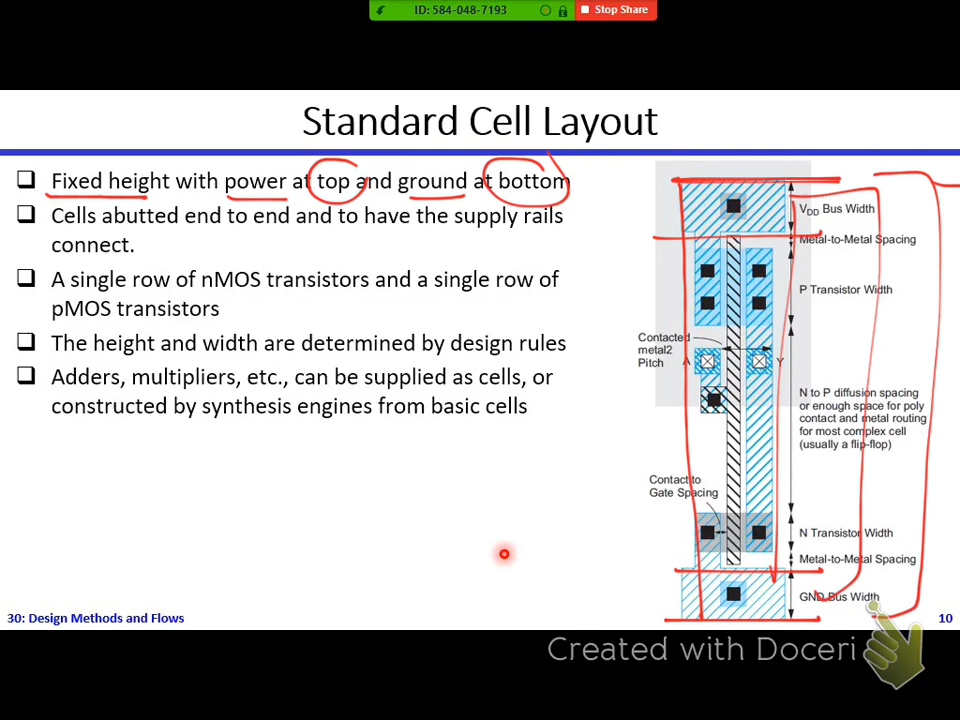 ID: 584-048-7193
Stop Share
Standard Cell Layout
Fixed height with power at top and ground at bottom
Cells abutted end to end and to have the supply rails
connect.
A single row of nMOS transistors and a single row of
pMOS transistors
The height and width are determined by design rules
Adders, multipliers, etc., can be supplied as cells, or
constructed by synthesis engines from basic cells
VDD Bus Width
Metal-to-Metal Spacing
P Transistor Width
Contacted
metal2
Pitch
A
Y
N to P diffusion spacing
or enough space for poly
contact and metal routing
for most complex cell
(usually a flip-flop)
Contact to
Gate Spacing
N Transistor Width
Metal-to-Metal Spacing
GND Bus Width
30: Design Methods and Flows
10
Created with Doceri